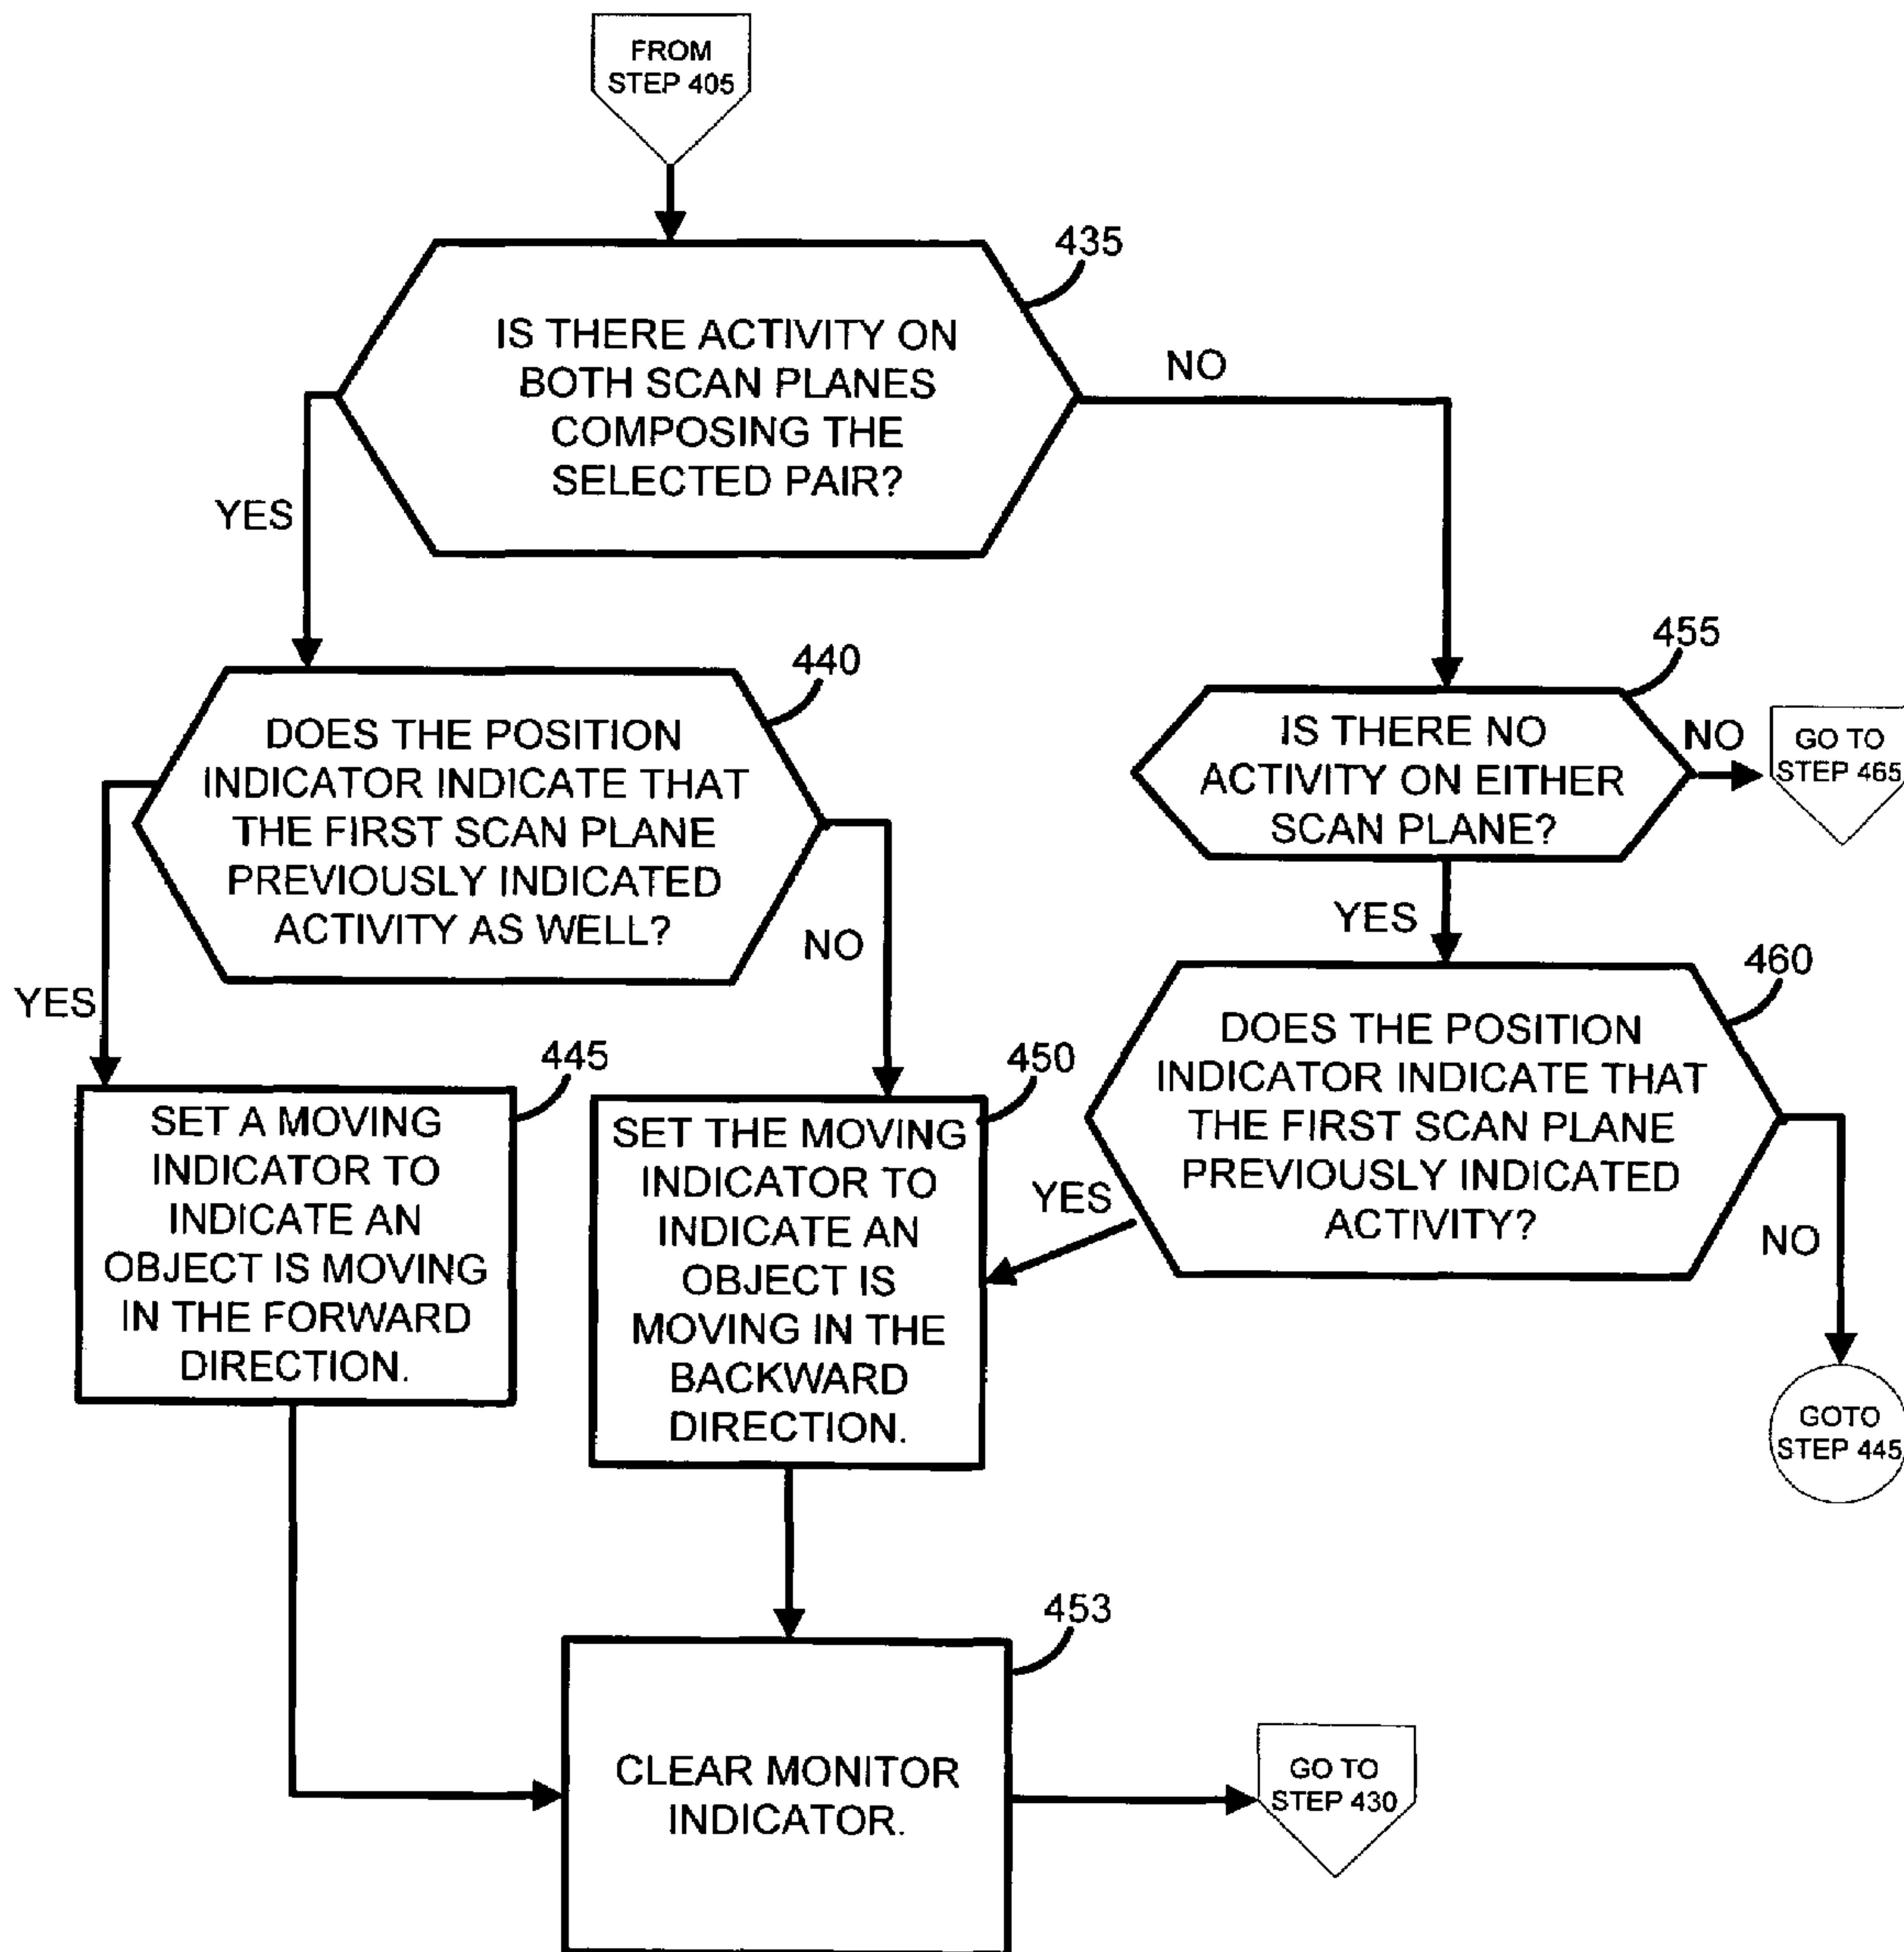 FROM
STEP 405
435
IS THERE ACTIVITY ON
BOTH SCAN PLANES
COMPOSING THE
SELECTED PAIR?
YES
NO
440
DOES THE POSITION
INDICATOR INDICATE THAT
THE FIRST SCAN PLANE
PREVIOUSLY INDICATED
ACTIVITY AS WELL?
YES
NO
455
IS THERE NO
ACTIVITY ON EITHER
SCAN PLANE?
NO
GO TO
STEP 465
YES
460
DOES THE POSITION
INDICATOR INDICATE THAT
THE FIRST SCAN PLANE
PREVIOUSLY INDICATED
ACTIVITY?
YES
NO
GOTO
STEP 445
445
SET A MOVING
INDICATOR TO
INDICATE AN
OBJECT IS MOVING
IN THE FORWARD
DIRECTION.
450
SET THE MOVING
INDICATOR TO
INDICATE AN
OBJECT IS
MOVING IN THE
BACKWARD
DIRECTION.
453
CLEAR MONITOR
INDICATOR.
GO TO
STEP 430